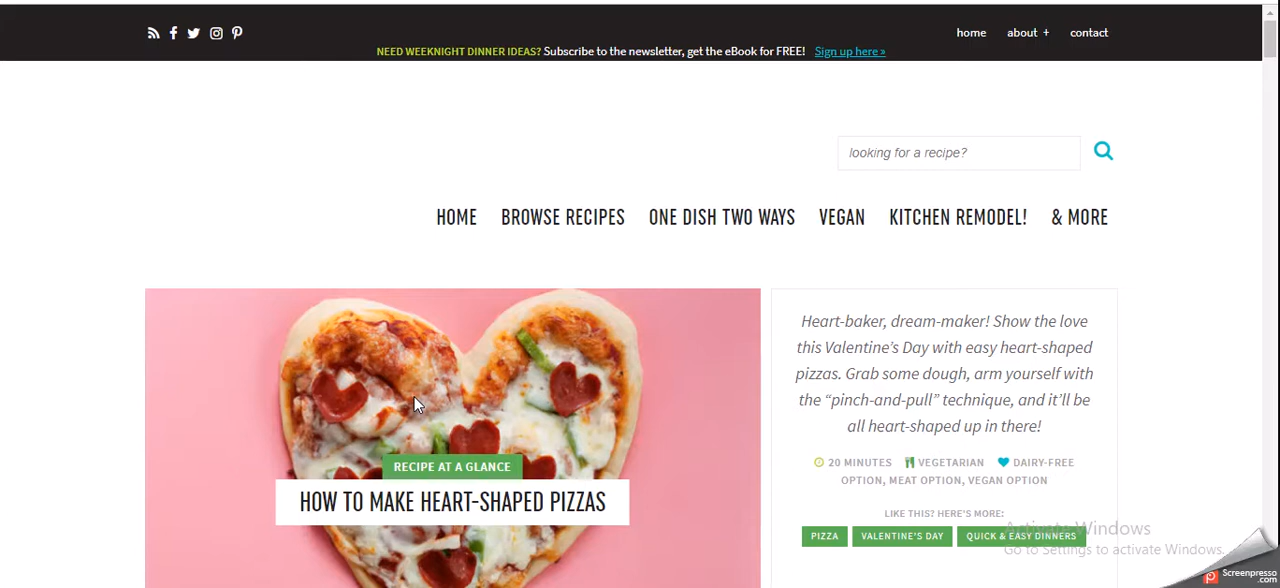 home about + contact
NEED WEEKNIGHT DINNER IDEAS? Subscribe to the newsletter, get the eBook for FREE! Sign up here »
looking for a recipe?
HOME BROWSE RECIPES ONE DISH TWO WAYS VEGAN KITCHEN REMODEL! & MORE
RECIPE AT A GLANCE
HOW TO MAKE HEART-SHAPED PIZZAS
Heart-baker, dream-maker! Show the love
this Valentine's Day with easy heart-shaped
pizzas. Grab some dough, arm yourself with
the “pinch-and-pull” technique, and it'll be
all heart-shaped up in there!
20 MINUTES VEGETARIAN DAIRY-FREE
OPTION, MEAT OPTION, VEGAN OPTION
LIKE THIS? HERE'S MORE:
PIZZA VALENTINE'S DAY QUICK & EASY DINNERS
Activate Windows
Go to Settings to activate Windows.
Screenpresso
.com